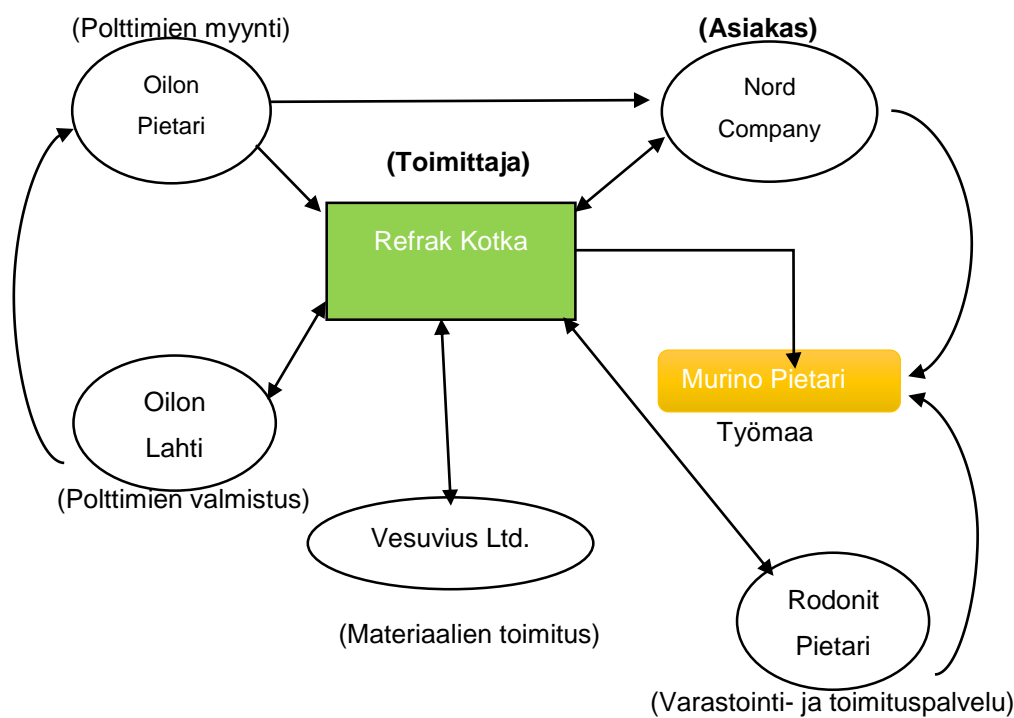 (Polttimien myynti)
(Asiakas)
Oilon
Pietari
Nord
Company
(Toimittaja)
Refrak Kotka
Murino Pietari
Työmaa
Oilon
Lahti
(Polttimien valmistus)
Vesuvius Ltd.
(Materiaalien toimitus)
Rodonit
Pietari
(Varastointi- ja toimituspalvelu)